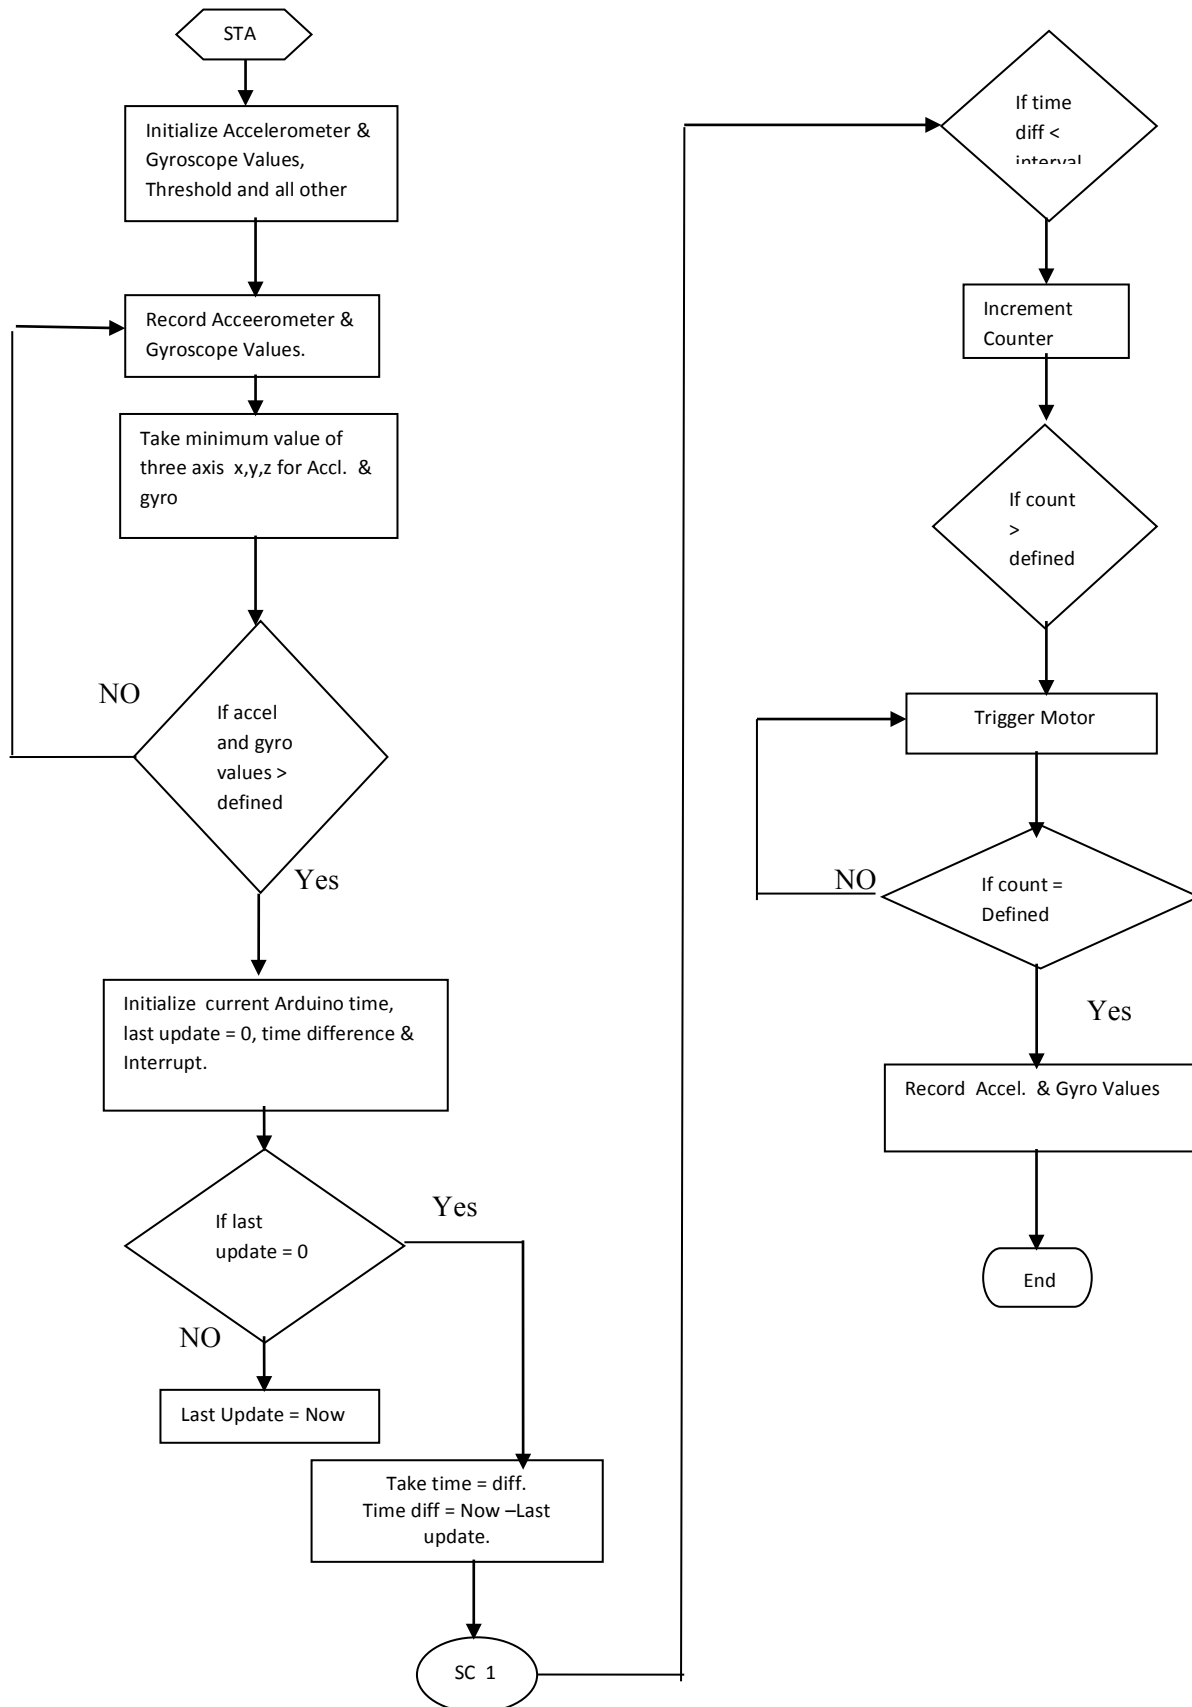 STA
Initialize Accelerometer &
Gyroscope Values,
Threshold and all other
Record Acceerometer &
Gyroscope Values.
Take minimum value of
three axis x,y,z for Accl. &
gyro
NO
If accel
and gyro
values >
defined
Yes
Initialize current Arduino time,
last update = 0, time difference &
Interrupt.
If last
update = 0
Yes
NO
Last Update = Now
Take time = diff.
Time diff = Now –Last
update.
SC 1
If time
diff <
interval
Increment
Counter
If count
>
defined
Trigger Motor
NO
If count =
Defined
Yes
Record Accel. & Gyro Values
End